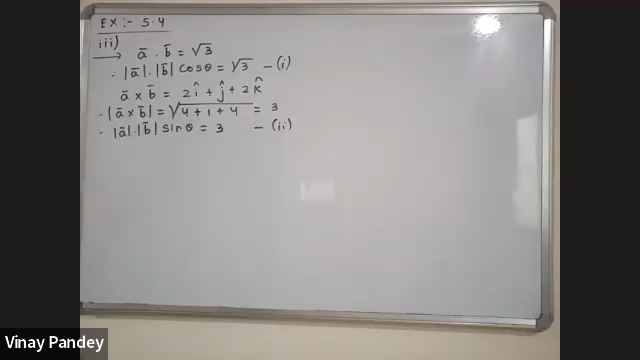 EX :- 5.4
iii)
→ ā . b̄ = √3
∴ |ā|.|b̄| cosθ = √3 - (i)
ā × b̄ = 2î + ĵ + 2k̂
∴ |ā × b̄| = √4+1+4 = 3
∴ |ā|.|b̄| sinθ = 3 - (ii)
Vinay Pandey